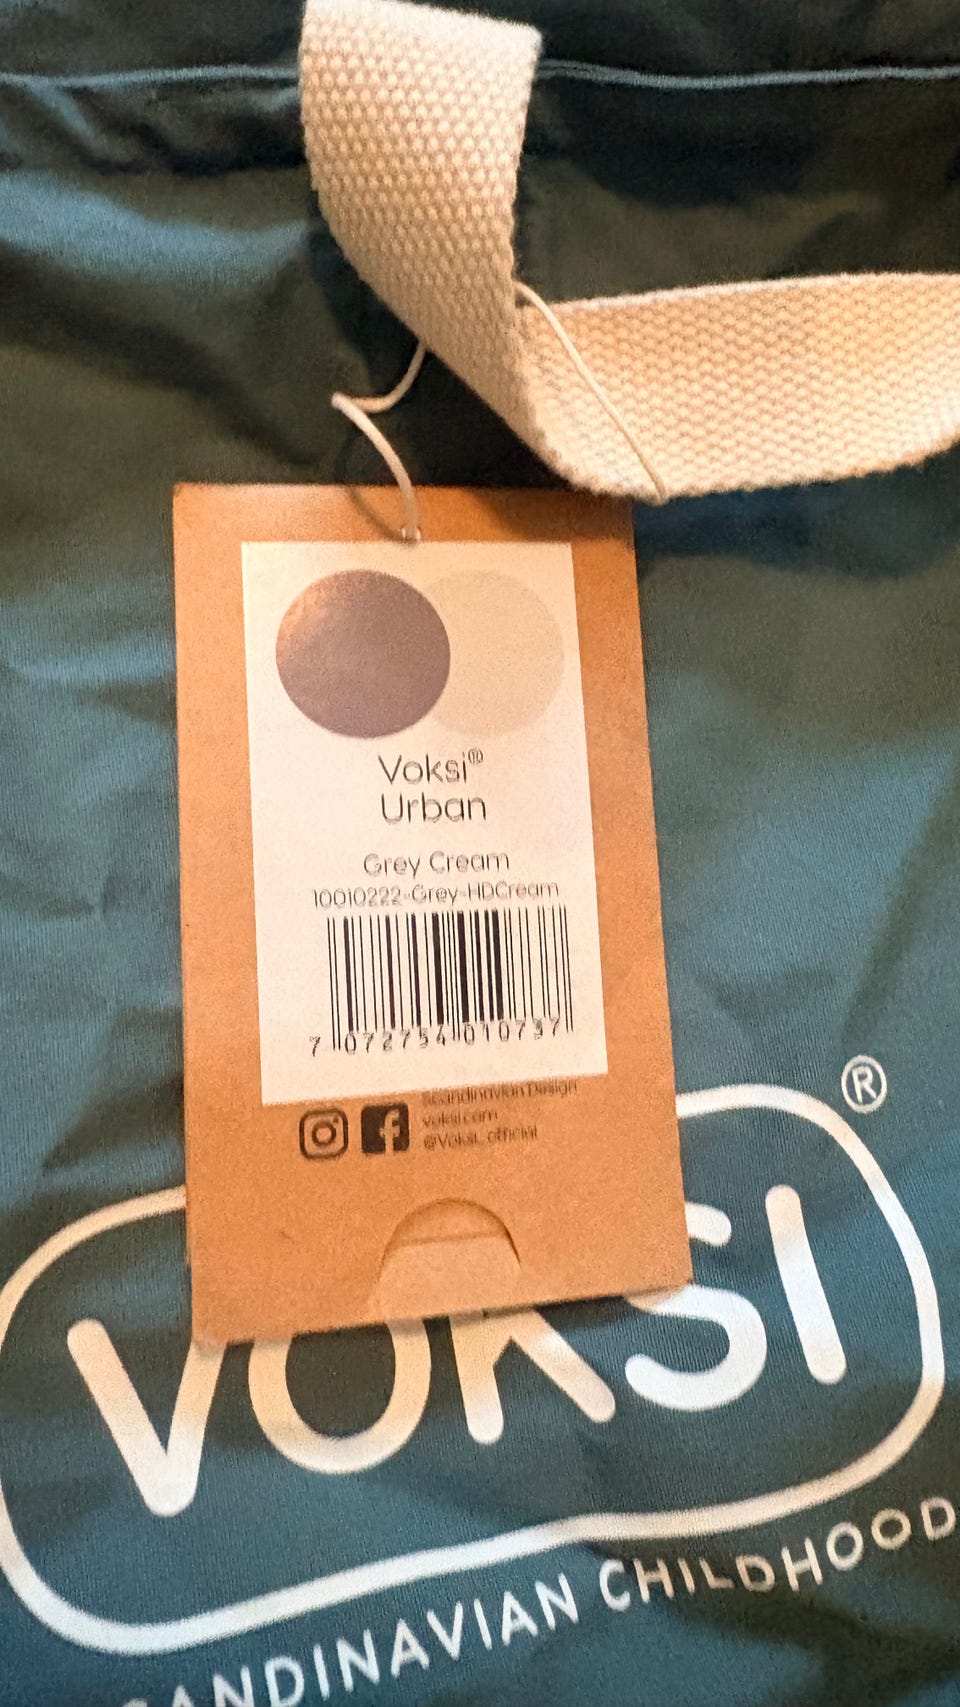 Voksi®
Urban
Grey Cream
10010222-Grey-HDCream
7 072754 010737
Scandinavian Design
voksi.com
@Voksi_official
VOKSI®
SCANDINAVIAN CHILDHOOD